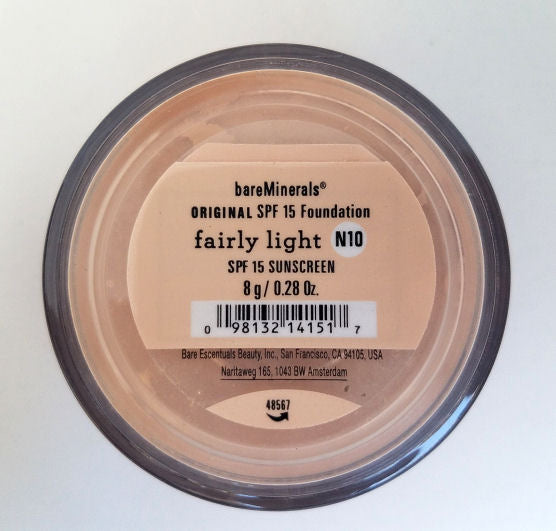 bareMinerals®
ORIGINAL SPF 15 Foundation
fairly light N10
SPF 15 SUNSCREEN
8 g / 0.28 Oz.
0 98132 14151 7
Bare Escentuals Beauty, Inc., San Francisco, CA 94105, USA
Naritaweg 165, 1043 BW Amsterdam
48567